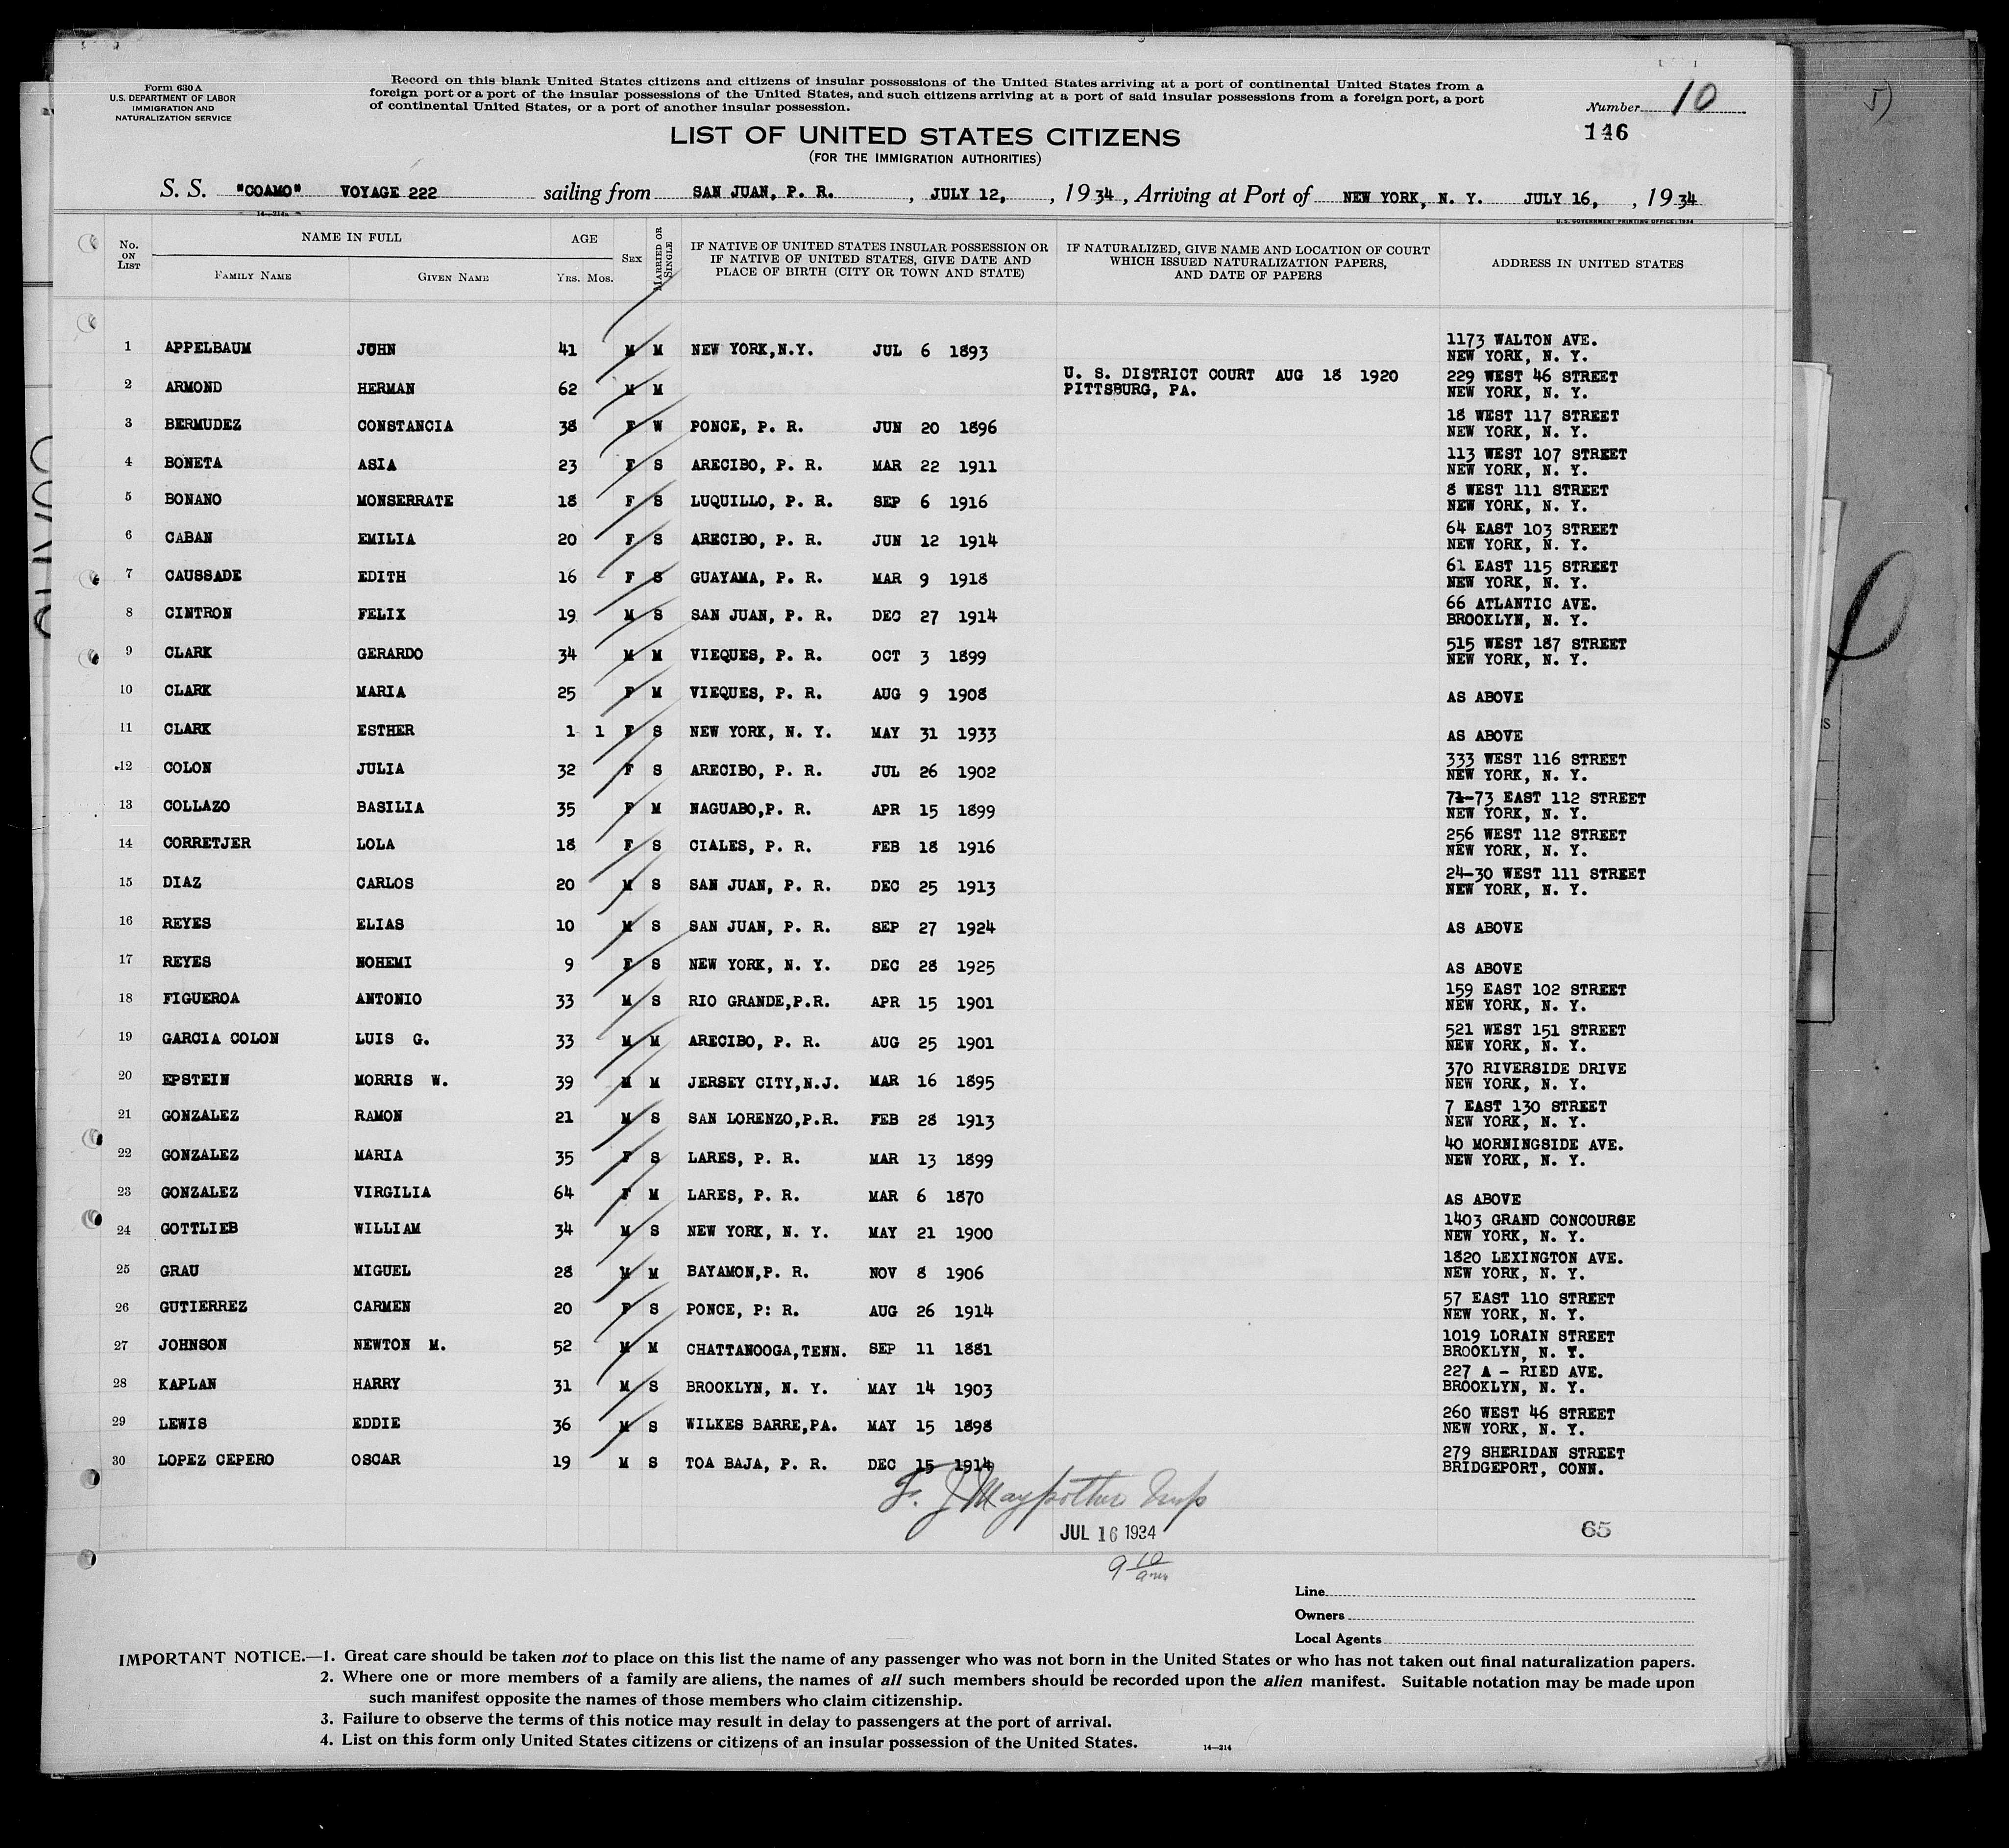 Form 630 A
U.S. DEPARTMENT OF LABOR
IMMIGRATION AND
NATURALIZATION SERVICE
Record on this blank United States citizens and citizens of insular possessions of the United States arriving at a port of continental United States from a
foreign port or a port of the insular possessions of the United States, and such citizens arriving at a port of said insular possessions from a foreign port, a port
of continental United States, or a port of another insular possession.
Number 10
146
LIST OF UNITED STATES CITIZENS
(FOR THE IMMIGRATION AUTHORITIES)
S. S. "COAMO" VOYAGE 222 sailing from SAN JUAN, P. R. , JULY 12, , 19 34, Arriving at Port of NEW YORK, N. Y. JULY 16, , 19 34
14—214a
U.S. GOVERNMENT PRINTING OFFICE: 1934
No. ON LIST NAME IN FULL AGE SEX MARRIED OR SINGLE IF NATIVE OF UNITED STATES INSULAR POSSESSION OR IF NATIVE OF UNITED STATES, GIVE DATE AND PLACE OF BIRTH (CITY OR TOWN AND STATE) IF NATURALIZED, GIVE NAME AND LOCATION OF COURT WHICH ISSUED NATURALIZATION PAPERS, AND DATE OF PAPERS ADDRESS IN UNITED STATES
FAMILY NAME GIVEN NAME YRS. MOS.
1 APPELBAUM JOHN 41 M M NEW YORK,N.Y. JUL 6 1893 1173 WALTON AVE. NEW YORK, N. Y.
2 ARMOND HERMAN 62 M M U. S. DISTRICT COURT AUG 18 1920 PITTSBURG, PA. 229 WEST 46 STREET NEW YORK, N. Y.
3 BERMUDEZ CONSTANCIA 38 F W PONCE, P. R. JUN 20 1896 18 WEST 117 STREET NEW YORK, N. Y.
4 BONETA ASIA 23 F S ARECIBO, P. R. MAR 22 1911 113 WEST 107 STREET NEW YORK, N. Y.
5 BONANO MONSERRATE 18 F S LUQUILLO, P. R. SEP 6 1916 8 WEST 111 STREET NEW YORK, N. Y.
6 CABAN EMILIA 20 F S ARECIBO, P. R. JUN 12 1914 64 EAST 103 STREET NEW YORK, N. Y.
7 CAUSSADE EDITH 16 F S GUAYAMA, P. R. MAR 9 1918 61 EAST 115 STREET NEW YORK, N. Y.
8 CINTRON FELIX 19 M S SAN JUAN, P. R. DEC 27 1914 66 ATLANTIC AVE. BROOKLYN, N. Y.
9 CLARK GERARDO 34 M M VIEQUES, P. R. OCT 3 1899 515 WEST 187 STREET NEW YORK, N. Y.
10 CLARK MARIA 25 F M VIEQUES, P. R. AUG 9 1908 AS ABOVE
11 CLARK ESTHER 1 1 F S NEW YORK, N. Y. MAY 31 1933 AS ABOVE
12 COLON JULIA 32 F S ARECIBO, P. R. JUL 26 1902 333 WEST 116 STREET NEW YORK, N. Y.
13 COLLAZO BASILIA 35 F M NAGUABO,P. R. APR 15 1899 71-73 EAST 112 STREET NEW YORK, N. Y.
14 CORRETJER LOLA 18 F S CIALES, P. R. FEB 18 1916 256 WEST 112 STREET NEW YORK, N. Y.
15 DIAZ CARLOS 20 M S SAN JUAN, P. R. DEC 25 1913 24-30 WEST 111 STREET NEW YORK, N. Y.
16 REYES ELIAS 10 M S SAN JUAN, P. R. SEP 27 1924 AS ABOVE
17 REYES NOHEMI 9 F S NEW YORK, N. Y. DEC 28 1925 AS ABOVE
18 FIGUEROA ANTONIO 33 M S RIO GRANDE,P.R. APR 15 1901 159 EAST 102 STREET NEW YORK, N. Y.
19 GARCIA COLON LUIS G. 33 M M ARECIBO, P. R. AUG 25 1901 521 WEST 151 STREET NEW YORK, N. Y.
20 EPSTEIN MORRIS W. 39 M M JERSEY CITY,N.J. MAR 16 1895 370 RIVERSIDE DRIVE NEW YORK, N. Y.
21 GONZALEZ RAMON 21 M S SAN LORENZO,P.R. FEB 28 1913 7 EAST 130 STREET NEW YORK, N. Y.
22 GONZALEZ MARIA 35 F S LARES, P. R. MAR 13 1899 40 MORNINGSIDE AVE. NEW YORK, N. Y.
23 GONZALEZ VIRGILIA 64 F M LARES, P. R. MAR 6 1870 AS ABOVE
24 GOTTLIEB WILLIAM 34 M S NEW YORK, N. Y. MAY 21 1900 1403 GRAND CONCOURSE NEW YORK, N. Y.
25 GRAU MIGUEL 28 M M BAYAMON,P. R. NOV 8 1906 1820 LEXINGTON AVE. NEW YORK, N. Y.
26 GUTIERREZ CARMEN 20 F S PONCE, P: R. AUG 26 1914 57 EAST 110 STREET NEW YORK, N. Y.
27 JOHNSON NEWTON M. 52 M M CHATTANOOGA,TENN. SEP 11 1881 1019 LORAIN STREET BROOKLYN, N. Y.
28 KAPLAN HARRY 31 M S BROOKLYN, N. Y. MAY 14 1903 227 A - RIED AVE. BROOKLYN, N. Y.
29 LEWIS EDDIE 36 M S WILKES BARRE,PA. MAY 15 1898 260 WEST 46 STREET NEW YORK, N. Y.
30 LOPEZ CEPERO OSCAR 19 M S TOA BAJA, P. R. DEC 15 1914 279 SHERIDAN STREET BRIDGEPORT, CONN.
JUL 16 1934
65
9 10 am
Line
Owners
Local Agents
IMPORTANT NOTICE.—1. Great care should be taken not to place on this list the name of any passenger who was not born in the United States or who has not taken out final naturalization papers.
2. Where one or more members of a family are aliens, the names of all such members should be recorded upon the alien manifest. Suitable notation may be made upon
such manifest opposite the names of those members who claim citizenship.
3. Failure to observe the terms of this notice may result in delay to passengers at the port of arrival.
4. List on this form only United States citizens or citizens of an insular possession of the United States.
14—214